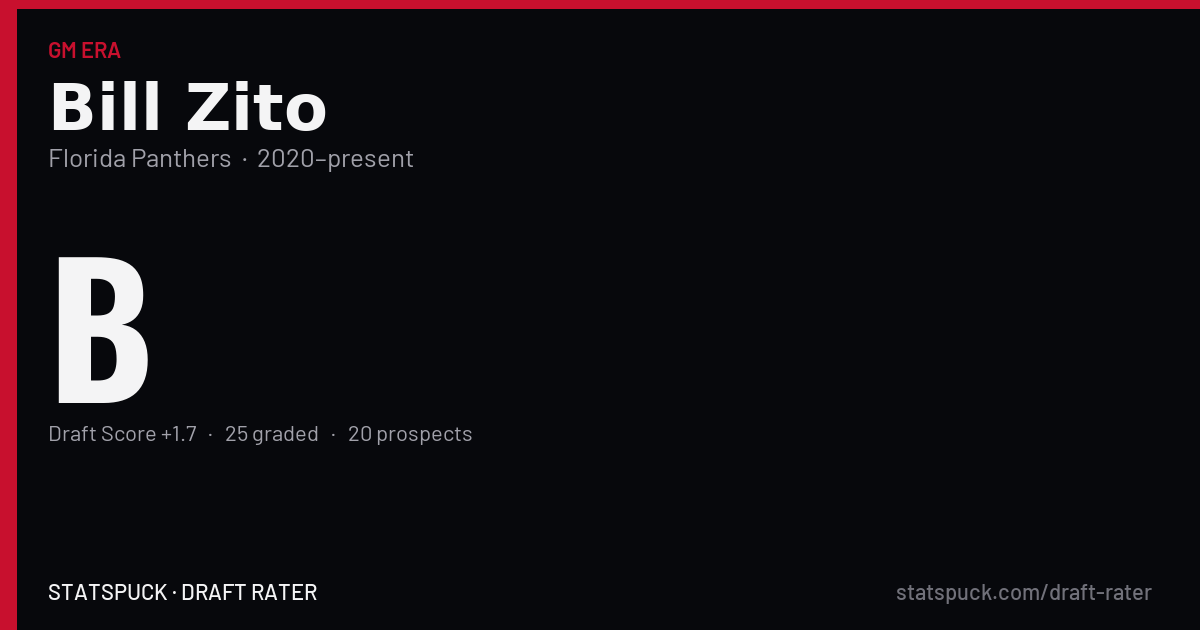 GM ERA
Bill Zito
Florida Panthers · 2020–present
B
Draft Score +1.7 · 25 graded · 20 prospects
STATSPUCK · DRAFT RATER
statspuck.com/draft-rater